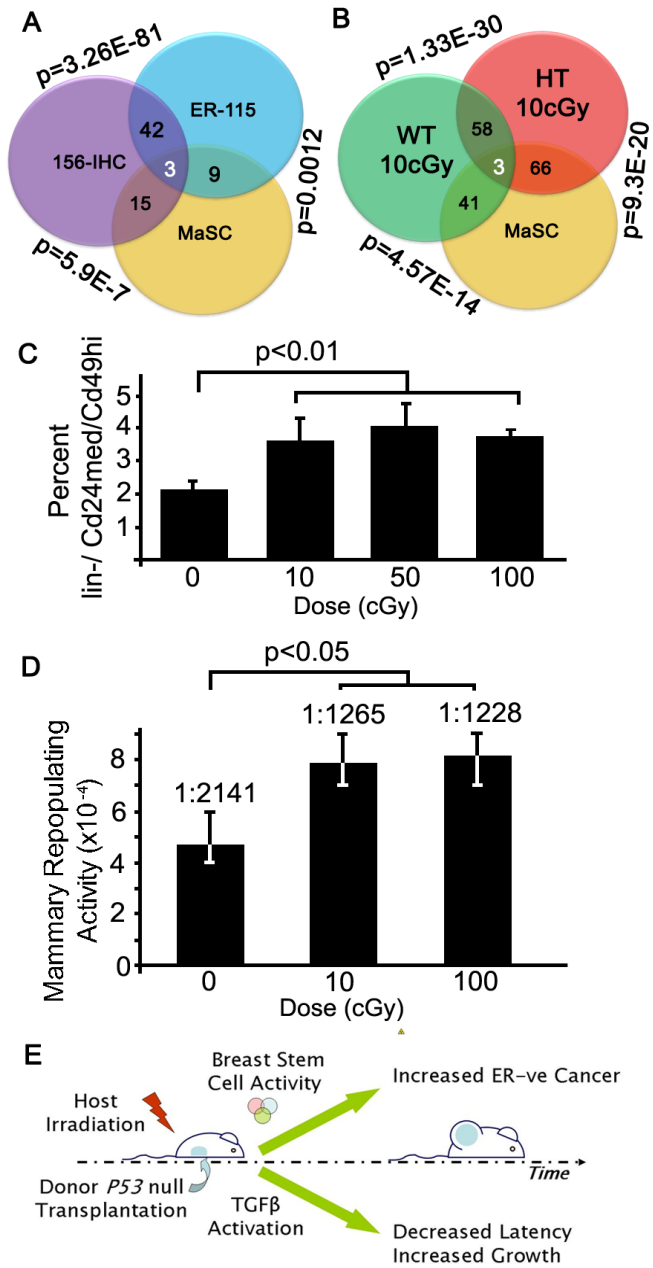 A
p=3.26E-81
ER-115
42
156-IHC
3
9
15
MaSC
p=0.0012
p=5.9E-7
B
p=1.33E-30
HT
10cGy
WT
10cGy
58
3
66
41
MaSC
p=9.3E-20
p=4.57E-14
C
p<0.01
Percent
lin-/ Cd24med/Cd49hi
5
4
3
2
1
0
10
50
100
Dose (cGy)
D
p<0.05
1:2141
1:1265
1:1228
Mammary Repopulating
Activity (x10⁻⁴)
8
6
4
2
0
0
10
100
Dose (cGy)
E
Breast Stem
Cell Activity
Increased ER-ve Cancer
Host
Irradiation
Time
Donor P53 null
Transplantation
TGFβ
Activation
Decreased Latency
Increased Growth